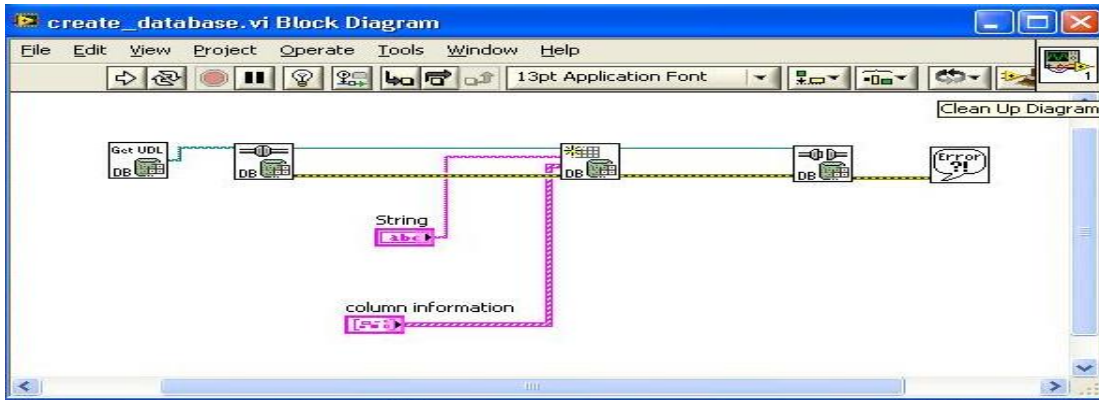 create_database.vi Block Diagram
File Edit View Project Operate Tools Window Help
13pt Application Font
1
Clean Up Diagram
Get UDL
DB
DB
DB
DB
Error
?!
String
abc
column information